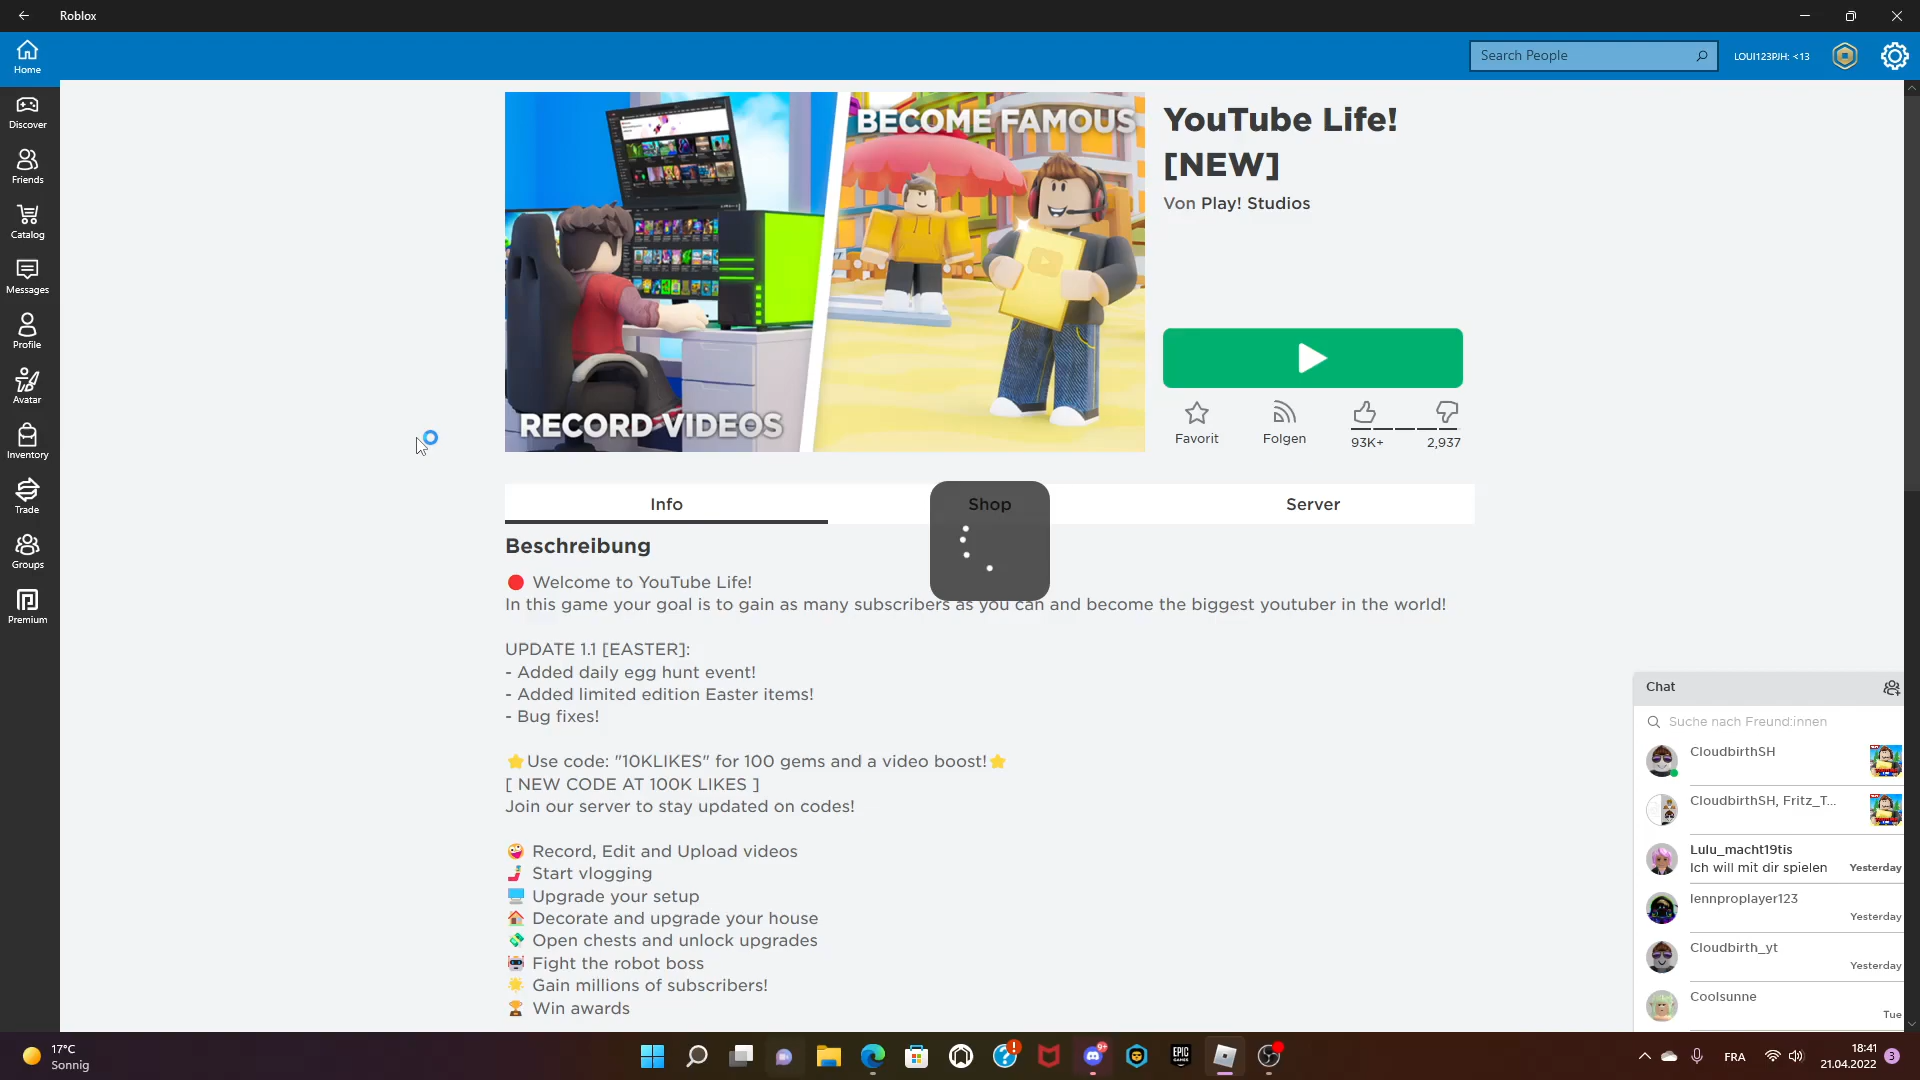 Roblox
Home
Search People
LOUI123PJH: <13
Discover
Friends
Catalog
Messages
Profile
Avatar
Inventory
Trade
Groups
Premium
RECORD VIDEOS
BECOME FAMOUS
YouTube Life!
[NEW]
Von Play! Studios
Favorit
Folgen
93K+
2,937
Info
Shop
Server
Beschreibung
🔴 Welcome to YouTube Life!
In this game your goal is to gain as many subscribers as you can and become the biggest youtuber in the world!
UPDATE 1.1 [EASTER]:
- Added daily egg hunt event!
- Added limited edition Easter items!
- Bug fixes!
⭐Use code: "10KLIKES" for 100 gems and a video boost!⭐
[ NEW CODE AT 100K LIKES ]
Join our server to stay updated on codes!
🤪 Record, Edit and Upload videos
🤳 Start vlogging
🖥️ Upgrade your setup
🏠 Decorate and upgrade your house
💸 Open chests and unlock upgrades
🤖 Fight the robot boss
🌟 Gain millions of subscribers!
🏆 Win awards
Chat
Suche nach Freund:innen
CloudbirthSH
CloudbirthSH, Fritz_T...
Lulu_macht19tis
Ich will mit dir spielen Yesterday
lennproplayer123
Yesterday
Cloudbirth_yt
Yesterday
Coolsunne
Tue
17°C
Sonnig
9+
EPIC
GAMES
FRA
18:41
21.04.2022
3